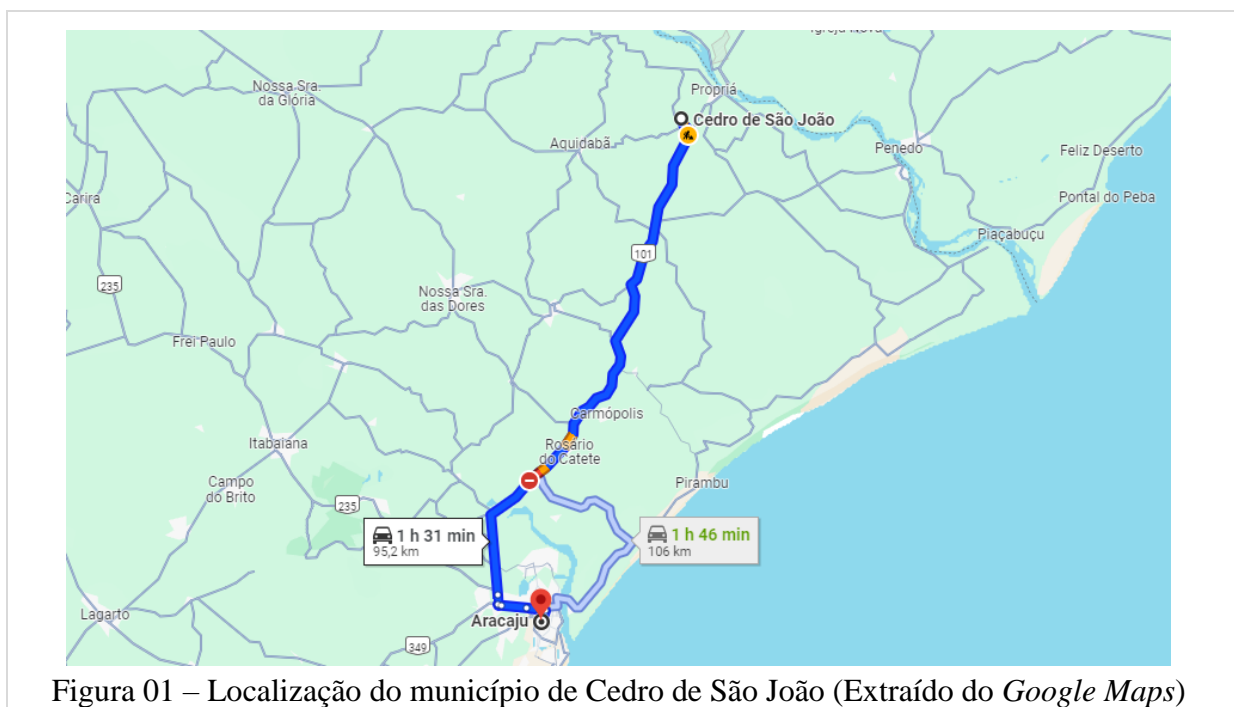 Igreja Nova
Nossa Sra.
da Glória
Propriá
Cedro de São João
Aquidabã
Penedo
Feliz Deserto
Carira
Pontal do Peba
Piaçabuçu
101
235
Nossa Sra.
das Dores
Frei Paulo
Carmópolis
Itabaiana
Rosário
do Catete
Campo
do Brito
Pirambu
235
1 h 31 min
95,2 km
1 h 46 min
106 km
Lagarto
Aracaju
349
Figura 01 – Localização do município de Cedro de São João (Extraído do Google Maps)